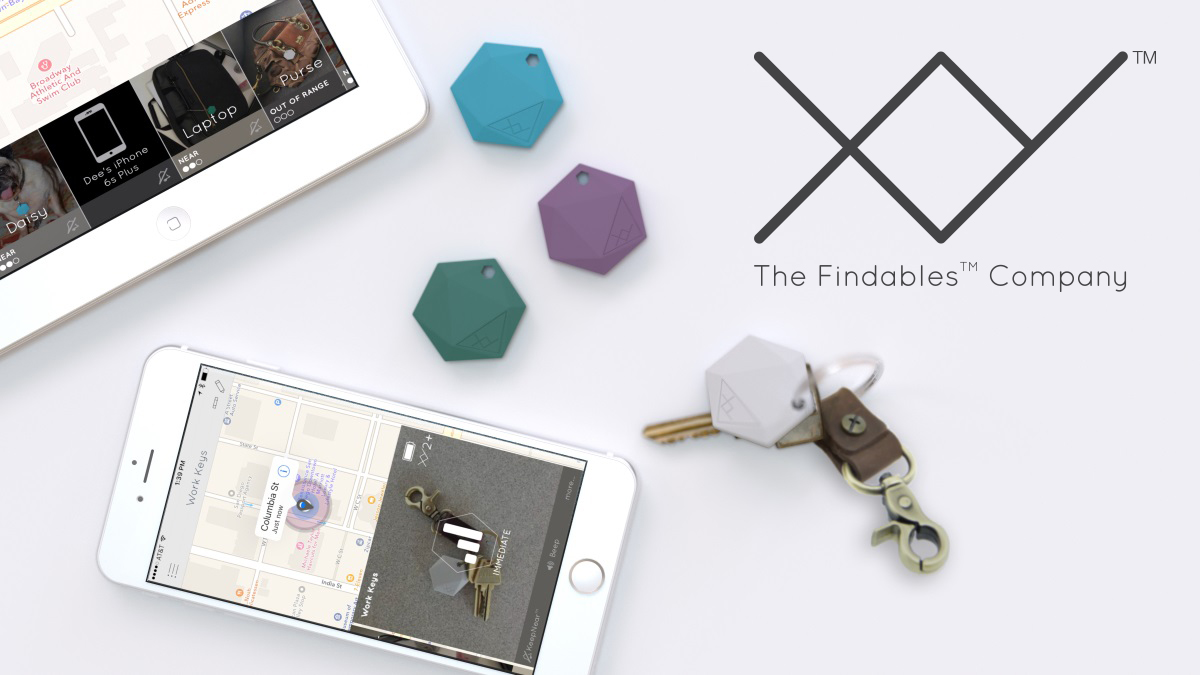 TM
The Findables™ Company
Broadway
Athletic And
Swim Club
Express
Purse
OUT OF RANGE
Laptop
NEAR
Dee's iPhone
6s Plus
Daisy
NEAR
AT&T
1:39 PM
Work Keys
Columbia St
Just now
State St
India St
XY2+
IMMEDIATE
Work Keys
more...
Beep
KeepNear™